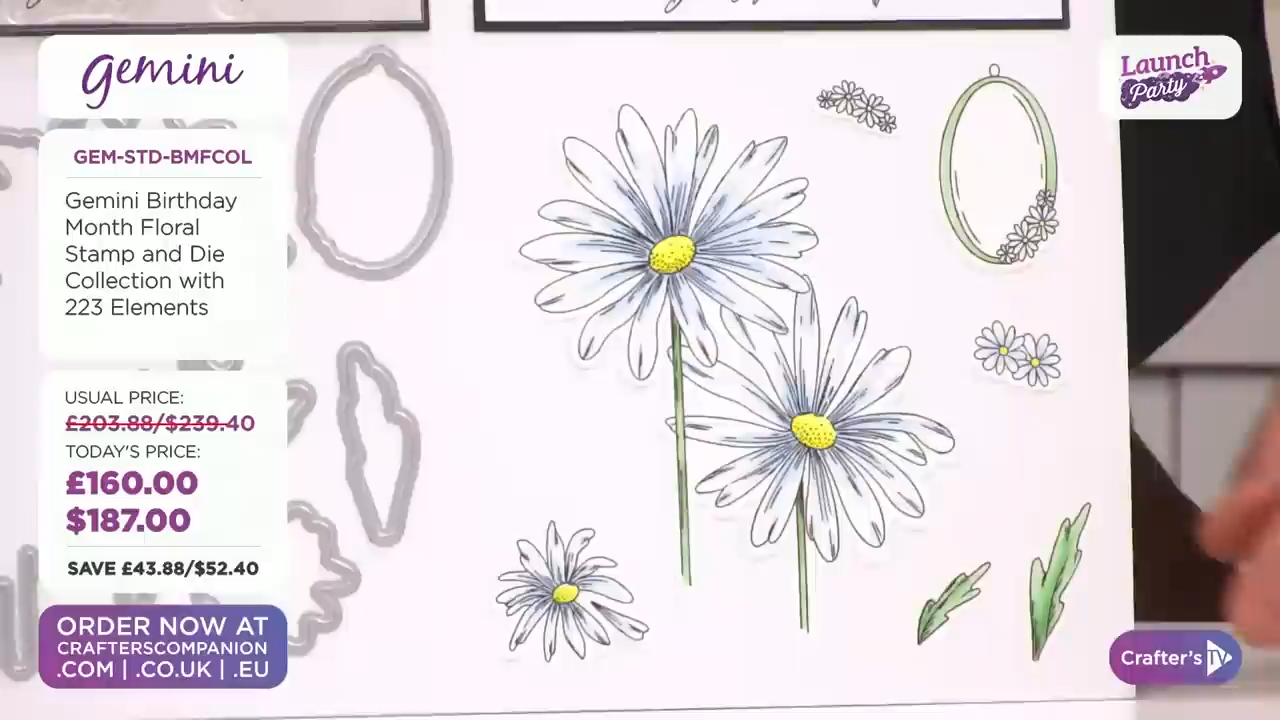 gemini
GEM-STD-BMFCOL
Gemini Birthday
Month Floral
Stamp and Die
Collection with
223 Elements
USUAL PRICE:
£203.88/$239.40
TODAY'S PRICE:
£160.00
$187.00
SAVE £43.88/$52.40
ORDER NOW AT
CRAFTERSCOMPANION
.COM | .CO.UK | .EU
Launch
Party
Crafter's TV